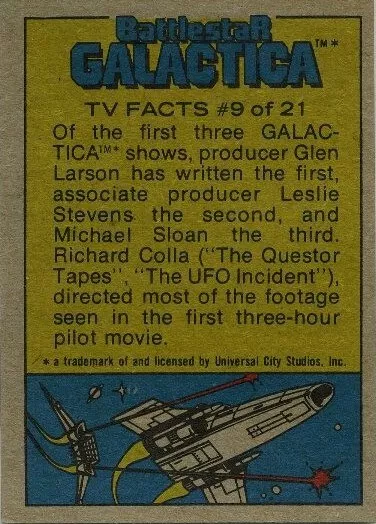 Battlestar
GALACTICA™*
TV FACTS #9 of 21
Of the first three GALAC-
TICA™* shows, producer Glen
Larson has written the first,
associate producer Leslie
Stevens the second, and
Michael Sloan the third.
Richard Colla ("The Questor
Tapes", "The UFO Incident"),
directed most of the footage
seen in the first three-hour
pilot movie.
* a trademark of and licensed by Universal City Studios, Inc.